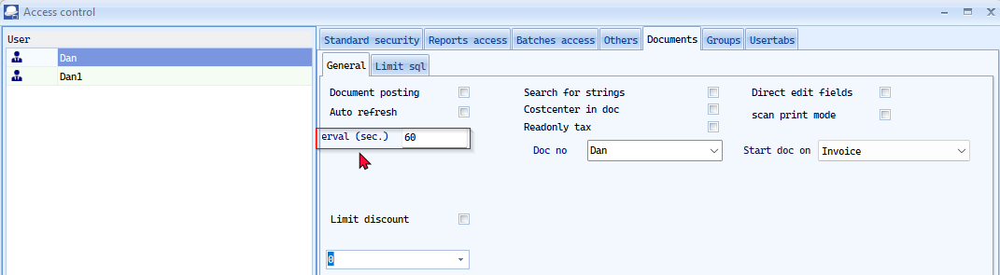 Access control
User
Dan
Dan1
Standard security Reports access Batches access Others Documents Groups Usertabs
General Limit sql
Document posting Search for strings Direct edit fields
Auto refresh Costcenter in doc scan print mode
Readonly tax
erval (sec.) 60
Doc no Dan Start doc on Invoice
Limit discount
0